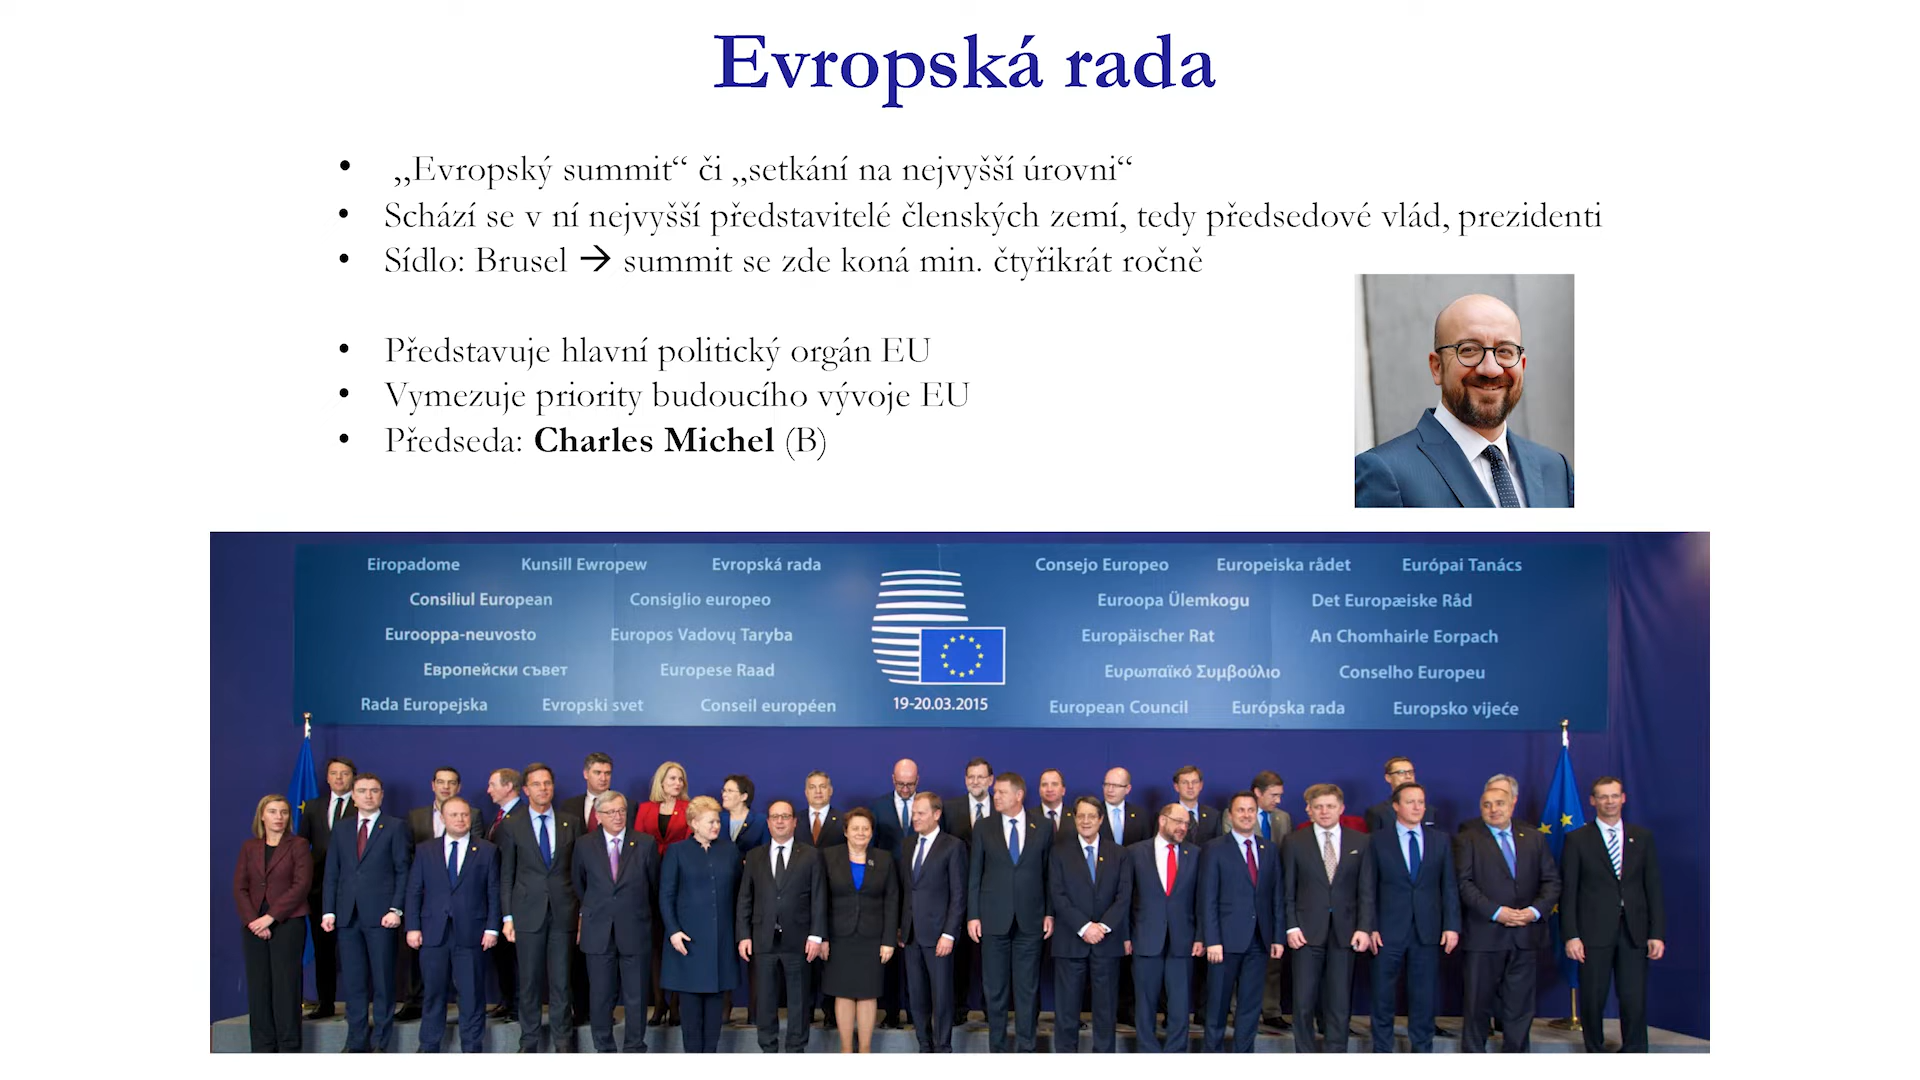 Evropská rada
• „Evropský summit“ či „setkání na nejvyšší úrovni“
• Schází se v ní nejvyšší představitelé členských zemí, tedy předsedové vlád, prezidenti
• Sídlo: Brusel → summit se zde koná min. čtyřikrát ročně
• Představuje hlavní politický orgán EU
• Vymezuje priority budoucího vývoje EU
• Předseda: Charles Michel (B)
Eiropadome Kunsill Ewropew Evropská rada Consejo Europeo Europeiska rådet Európai Tanács
Consiliul European Consiglio europeo Euroopa Ülemkogu Det Europæiske Råd
Eurooppa-neuvosto Europos Vadovų Taryba Europäischer Rat An Chomhairle Eorpach
Европейски съвет Europese Raad Ευρωπαϊκό Συμβούλιο Conselho Europeu
Rada Europejska Evropski svet Conseil européen 19-20.03.2015 European Council Európska rada Europsko vijeće